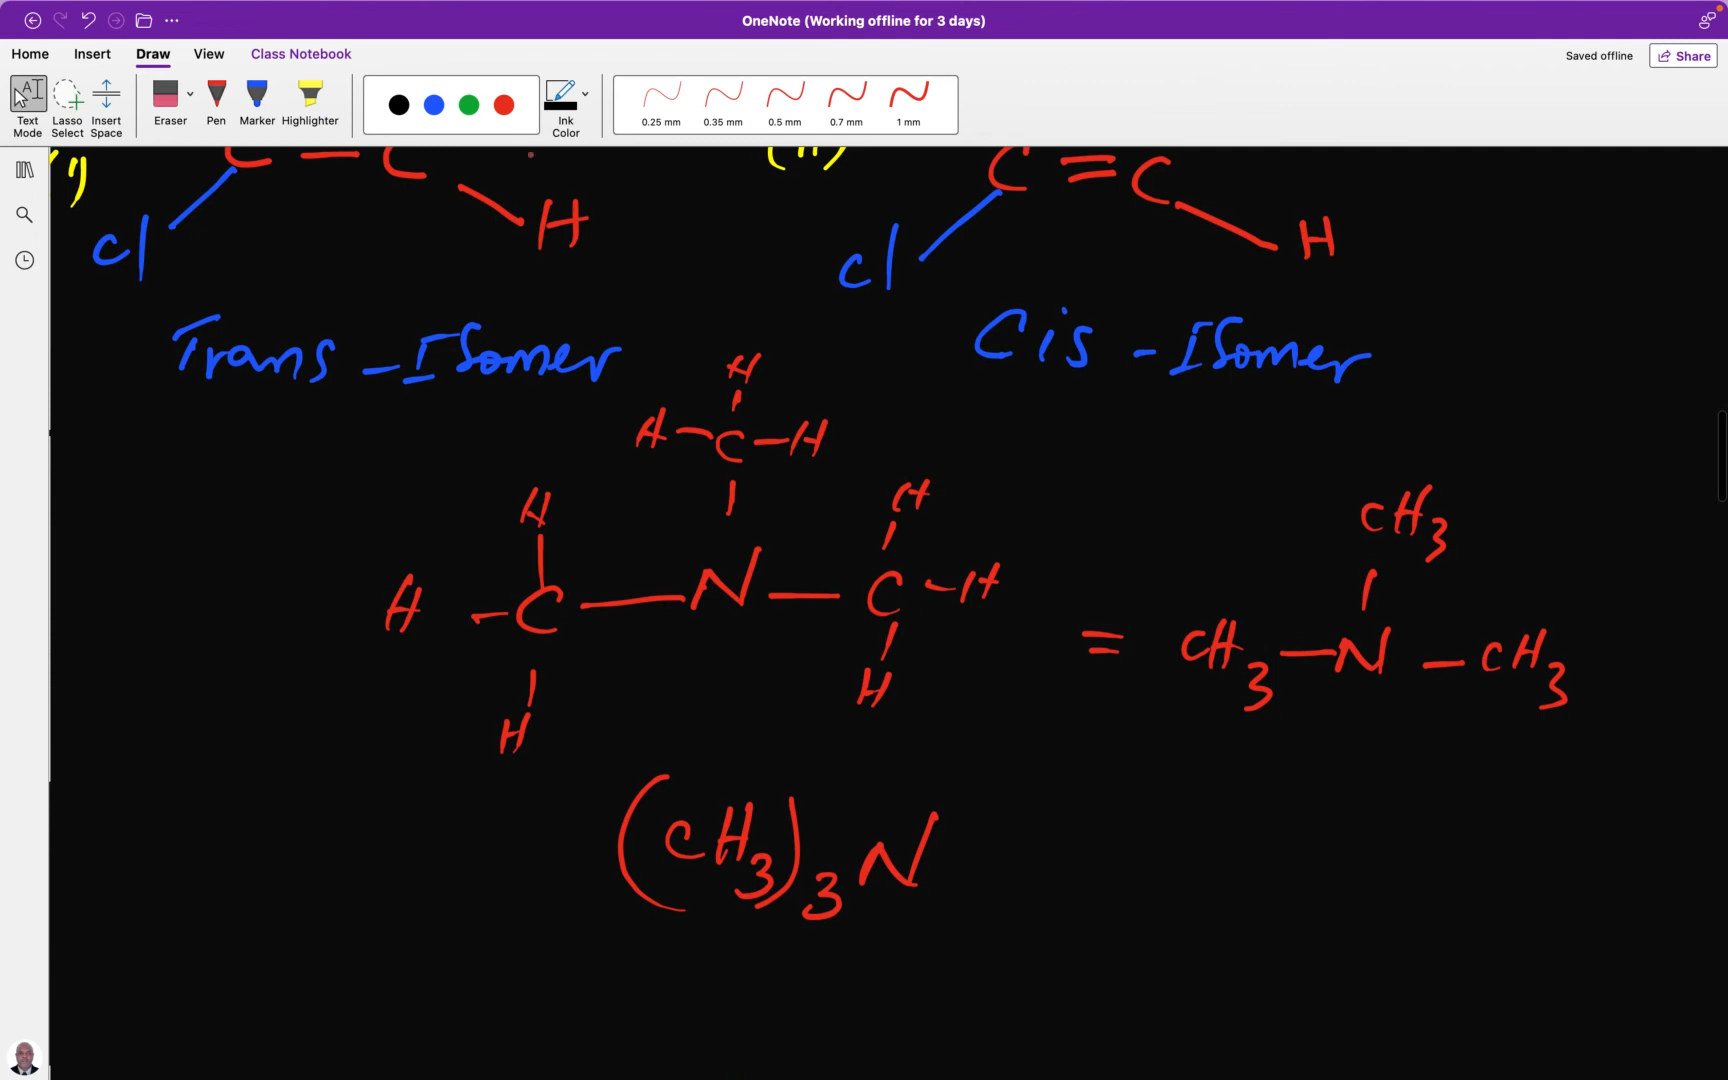 OneNote (Working offline for 3 days)
Home Insert Draw View Class Notebook
Saved offline Share
Text Mode
Lasso Select
Insert Space
Eraser
Pen
Marker
Highlighter
Ink Color
0.25 mm 0.35 mm 0.5 mm 0.7 mm 1 mm
C — C
C = C
H
H
Cl
Cl
Trans - Isomer
Cis - Isomer
H
H - C - H
H
H
H - C — N — C - H
H
H
CH3
= CH3 — N — CH3
(CH3)3 N